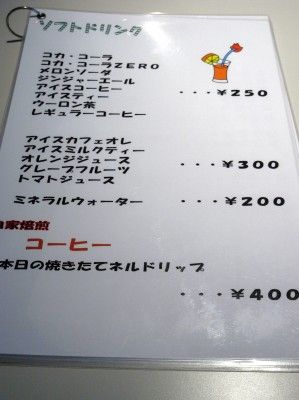 ソフトドリンク
コカ・コーラ
コカ・コーラZERO
メロンソーダ
ジンジャーエール
アイスコーヒー
アイスティー ・・・¥250
ウーロン茶
レギュラーコーヒー
アイスカフェオレ
アイスミルクティー
オレンジジュース ・・・¥300
グレープフルーツ
トマトジュース
ミネラルウォーター ・・・¥200
自家焙煎
コーヒー
本日の焼きたてネルドリップ
・・・¥400